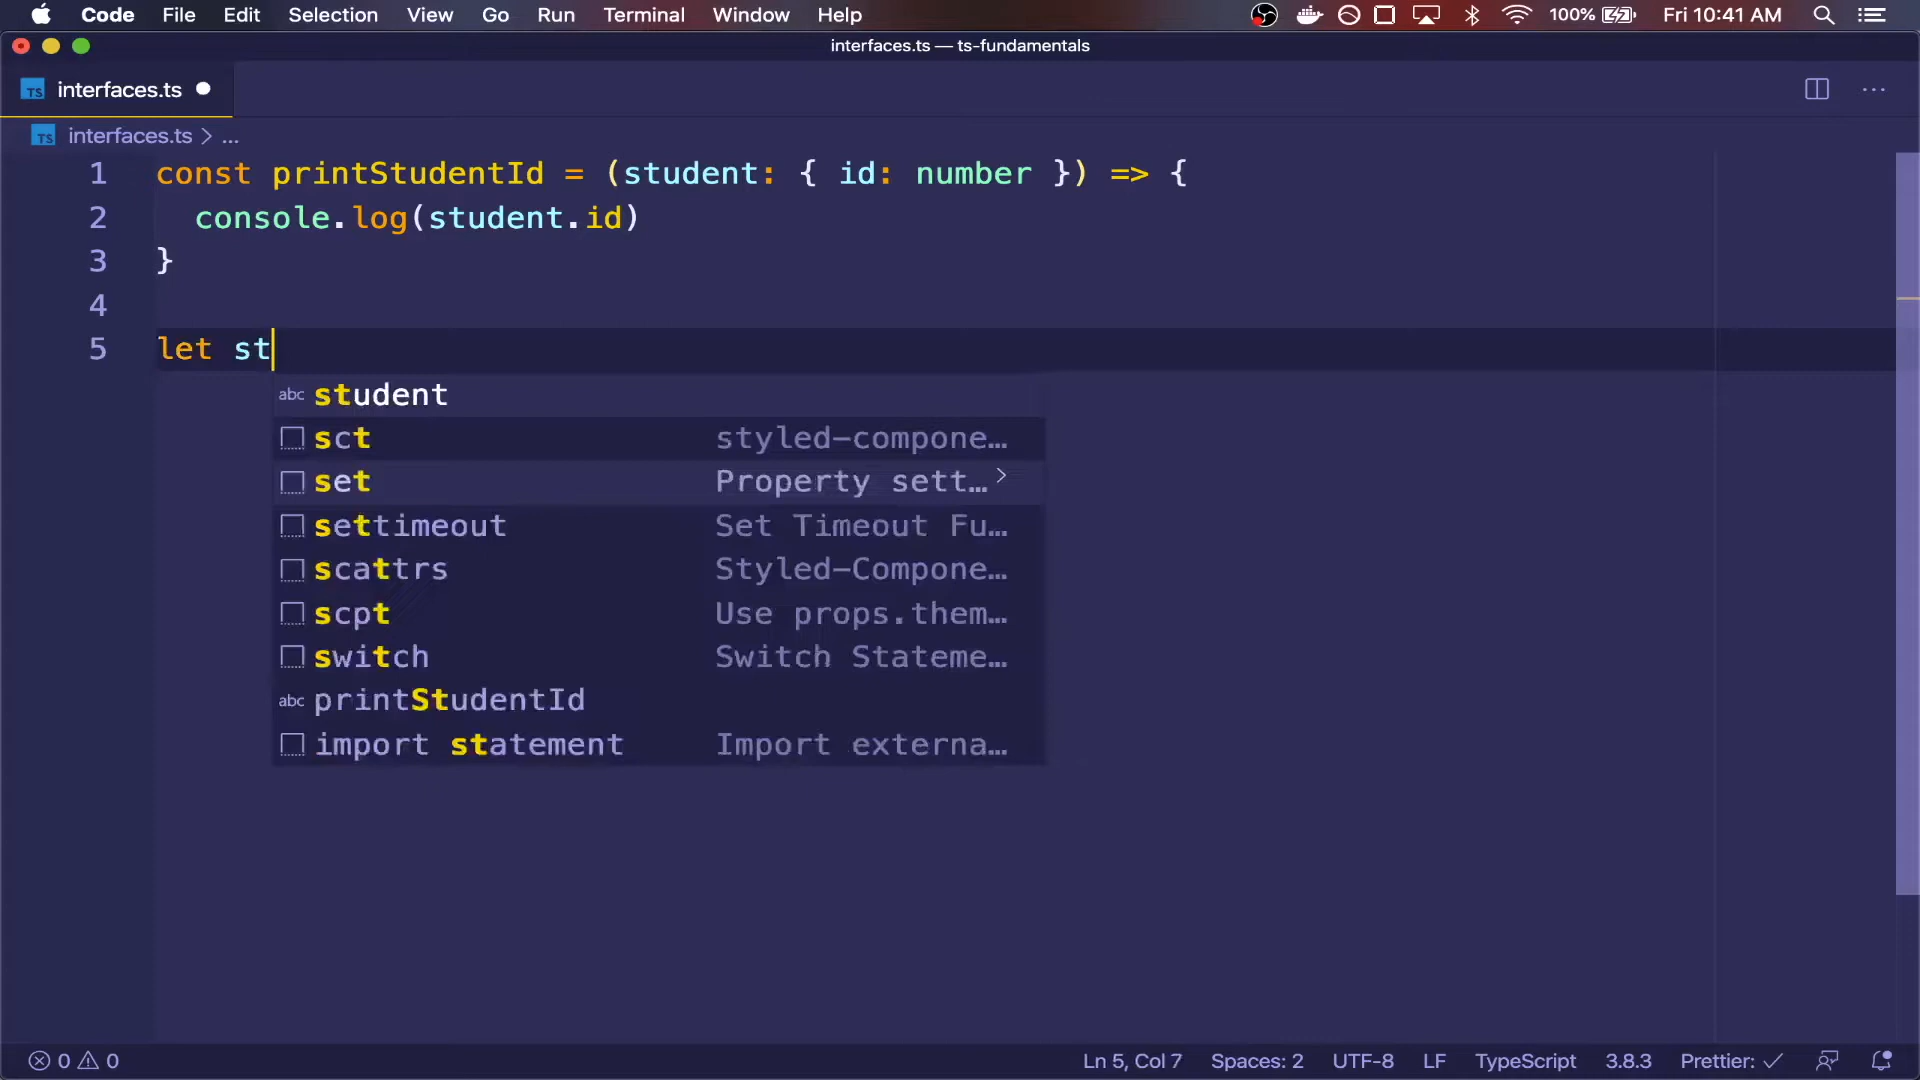 Code File Edit Selection View Go Run Terminal Window Help 100% Fri 10:41 AM
interfaces.ts — ts-fundamentals
TS interfaces.ts
TS interfaces.ts > ...
1 const printStudentId = (student: { id: number }) => {
2 console.log(student.id)
3 }
4
5 let st
abc student
sct styled-compone…
set Property sett… >
settimeout Set Timeout Fu…
scattrs Styled-Compone…
scpt Use props.them…
switch Switch Stateme…
abc printStudentId
import statement Import externa…
0 0 Ln 5, Col 7 Spaces: 2 UTF-8 LF TypeScript 3.8.3 Prettier: ✓